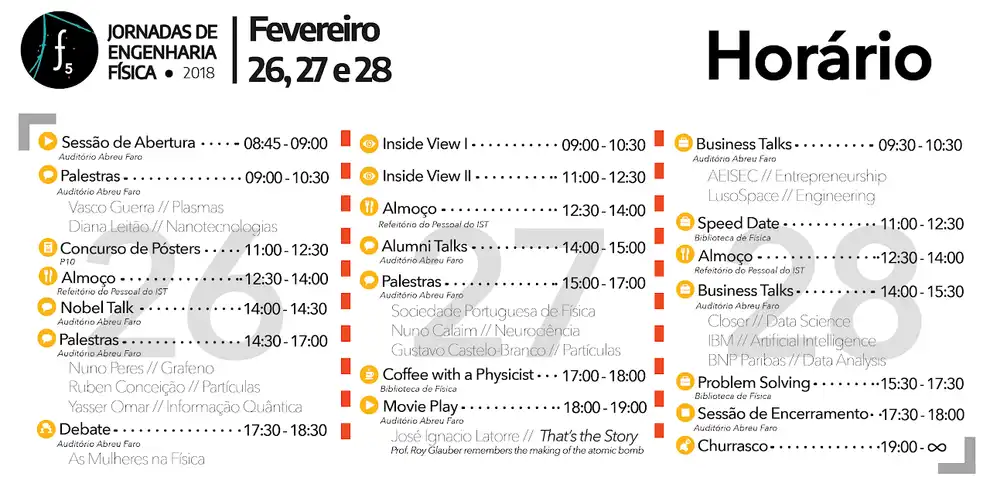 f5
JORNADAS DE
ENGENHARIA
FÍSICA • 2018
Fevereiro
26, 27 e 28
Horário
26
Sessão de Abertura 08:45 - 09:00
Auditório Abreu Faro
Palestras 09:00 - 10:30
Auditório Abreu Faro
Vasco Guerra // Plasmas
Diana Leitão // Nanotecnologias
Concurso de Pósters 11:00 - 12:30
P10
Almoço 12:30 - 14:00
Refeitório do Pessoal do IST
Nobel Talk 14:00 - 14:30
Auditório Abreu Faro
Palestras 14:30 - 17:00
Auditório Abreu Faro
Nuno Peres // Grafeno
Ruben Conceição // Partículas
Yasser Omar // Informação Quântica
Debate 17:30 - 18:30
Auditório Abreu Faro
As Mulheres na Física
27
Inside View I 09:00 - 10:30
Inside View II 11:00 - 12:30
Almoço 12:30 - 14:00
Refeitório do Pessoal do IST
Alumni Talks 14:00 - 15:00
Auditório Abreu Faro
Palestras 15:00 - 17:00
Auditório Abreu Faro
Sociedade Portuguesa de Física
Nuno Calaim // Neurociência
Gustavo Castelo-Branco // Partículas
Coffee with a Physicist 17:00 - 18:00
Biblioteca de Física
Movie Play 18:00 - 19:00
Auditório Abreu Faro
José Ignacio Latorre // That's the Story
Prof. Roy Glauber remembers the making of the atomic bomb
28
Business Talks 09:30 - 10:30
Auditório Abreu Faro
AEISEC // Entrepreneurship
LusoSpace // Engineering
Speed Date 11:00 - 12:30
Biblioteca de Física
Almoço 12:30 - 14:00
Refeitório do Pessoal do IST
Business Talks 14:00 - 15:30
Auditório Abreu Faro
Closer // Data Science
IBM // Artificial Intelligence
BNP Paribas // Data Analysis
Problem Solving 15:30 - 17:30
Biblioteca de Física
Sessão de Encerramento 17:30 - 18:00
Auditório Abreu Faro
Churrasco 19:00 - ∞